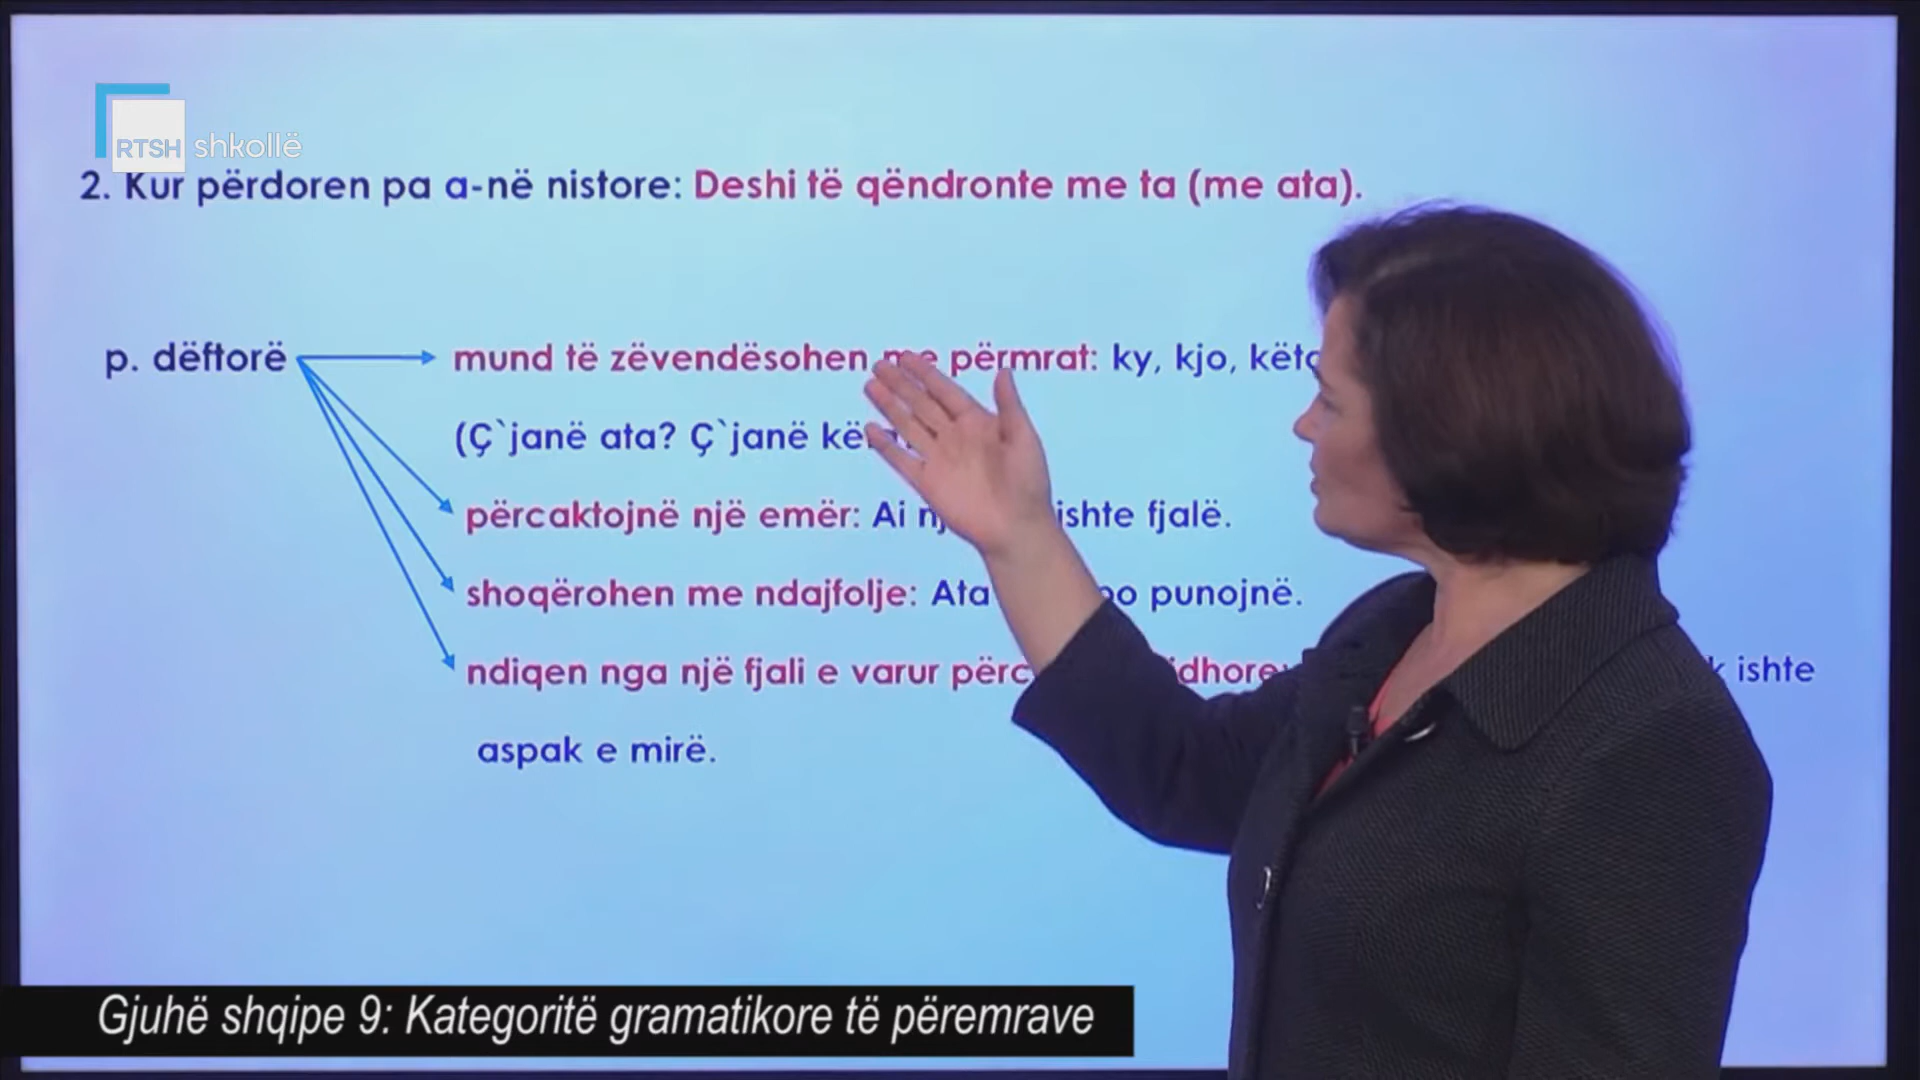 RTSH shkollë
2. Kur përdoren pa a-në nistore: Deshi të qëndronte me ta (me ata).
p. dëftorë mund të zëvendësohen me përmrat: ky, kjo,
(Ç`janë ata? Ç`janë
përcaktojnë një emër: Ai ishte fjalë.
shoqërohen me ndajfolje: Ata po punojnë.
ndiqen nga një fjali e varur ishte
aspak e mirë.
Gjuhë shqipe 9: Kategoritë gramatikore të përemrave